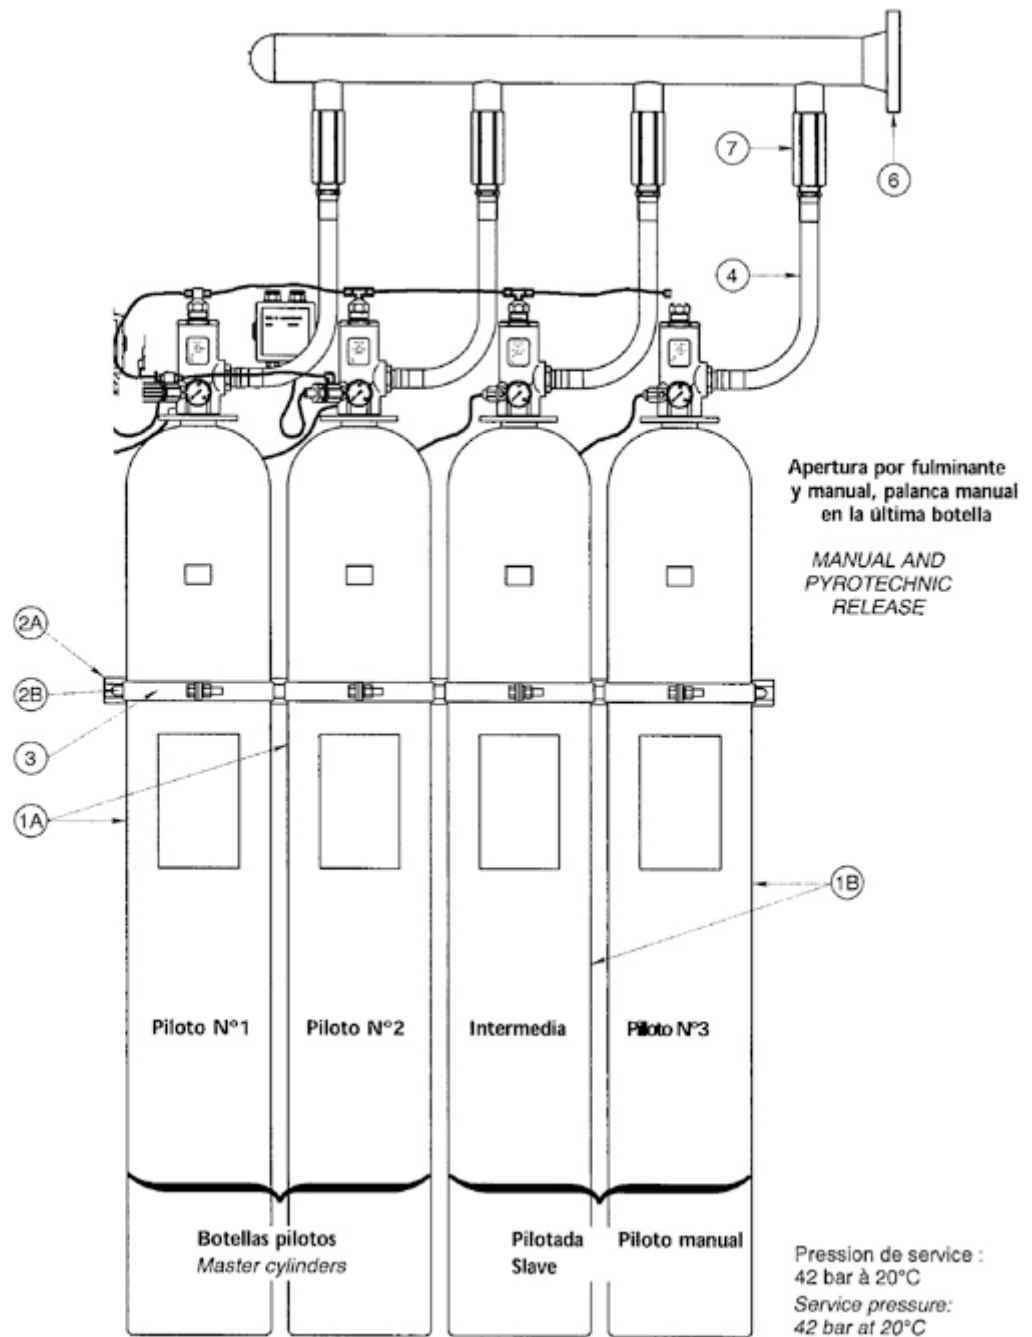 7
6
4
Apertura por fulminante
y manual, palanca manual
en la última botella
MANUAL AND
PYROTECHNIC
RELEASE
2A
2B
3
1A
1B
Piloto N°1
Piloto N°2
Intermedia
Piloto N°3
Botellas pilotos
Master cylinders
Pilotada
Slave
Piloto manual
Pression de service :
42 bar à 20°C
Service pressure:
42 bar at 20°C